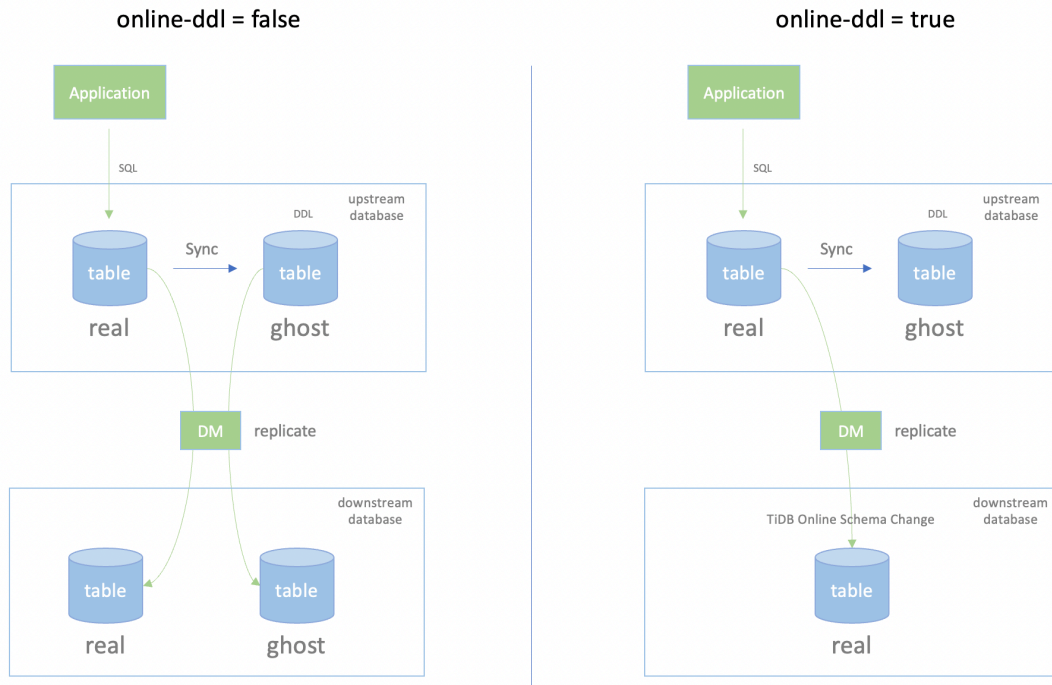 online-ddl = false
Application
SQL
upstream
database
DDL
table
Sync
table
real
ghost
DM
replicate
downstream
database
table
table
real
ghost
online-ddl = true
Application
SQL
upstream
database
DDL
table
Sync
table
real
ghost
DM
replicate
downstream
database
TiDB Online Schema Change
table
real